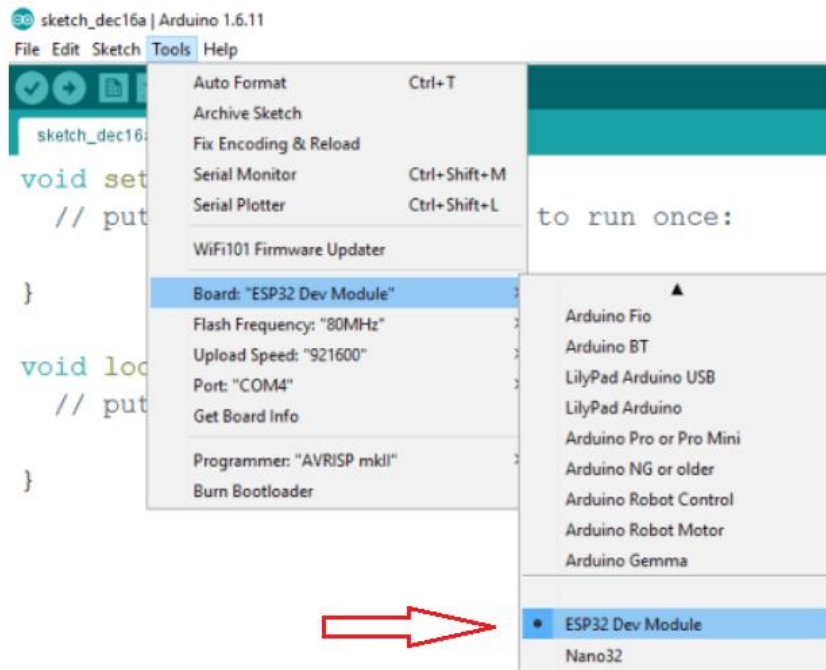 sketch_dec16a | Arduino 1.6.11
File Edit Sketch Tools Help
Auto Format Ctrl+T
Archive Sketch
sketch_dec16
Fix Encoding & Reload
void set
Serial Monitor Ctrl+Shift+M
Serial Plotter Ctrl+Shift+L
// put to run once:
WiFi101 Firmware Updater
}
Board: "ESP32 Dev Module"
Flash Frequency: "80MHz"
Upload Speed: "921600"
void loo
Port: "COM4"
// put
Get Board Info
Programmer: "AVRISP mkII"
}
Burn Bootloader
Arduino Fio
Arduino BT
LilyPad Arduino USB
LilyPad Arduino
Arduino Pro or Pro Mini
Arduino NG or older
Arduino Robot Control
Arduino Robot Motor
Arduino Gemma
ESP32 Dev Module
Nano32